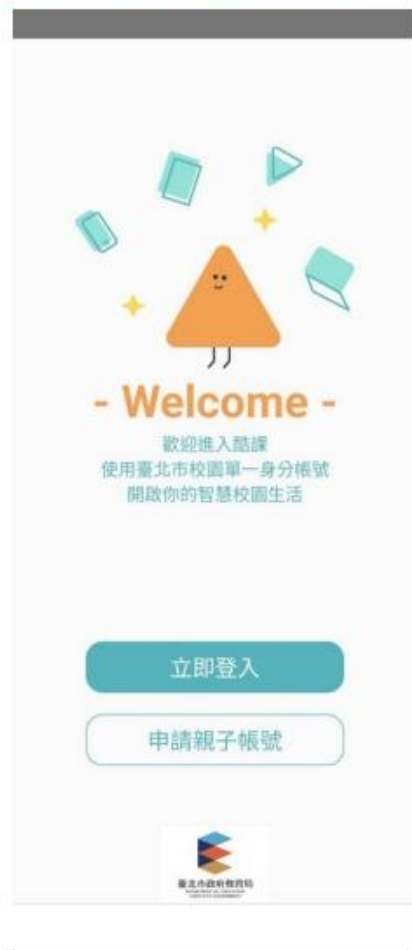 - Welcome -
歡迎進入酷課
使用臺北市校園單一身分帳號
開啟你的智慧校園生活
立即登入
申請親子帳號
臺北市政府教育局